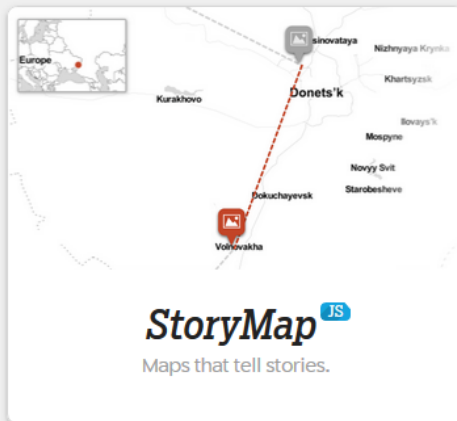 sinovataya
Nizhnyaya Krynka
Europe
Khartsyzsk
Donets'k
Kurakhovo
Ilovays'k
Mospyne
Novyy Svit
Starobesheve
Dokuchayevsk
Volnovakha
StoryMap JS
Maps that tell stories.